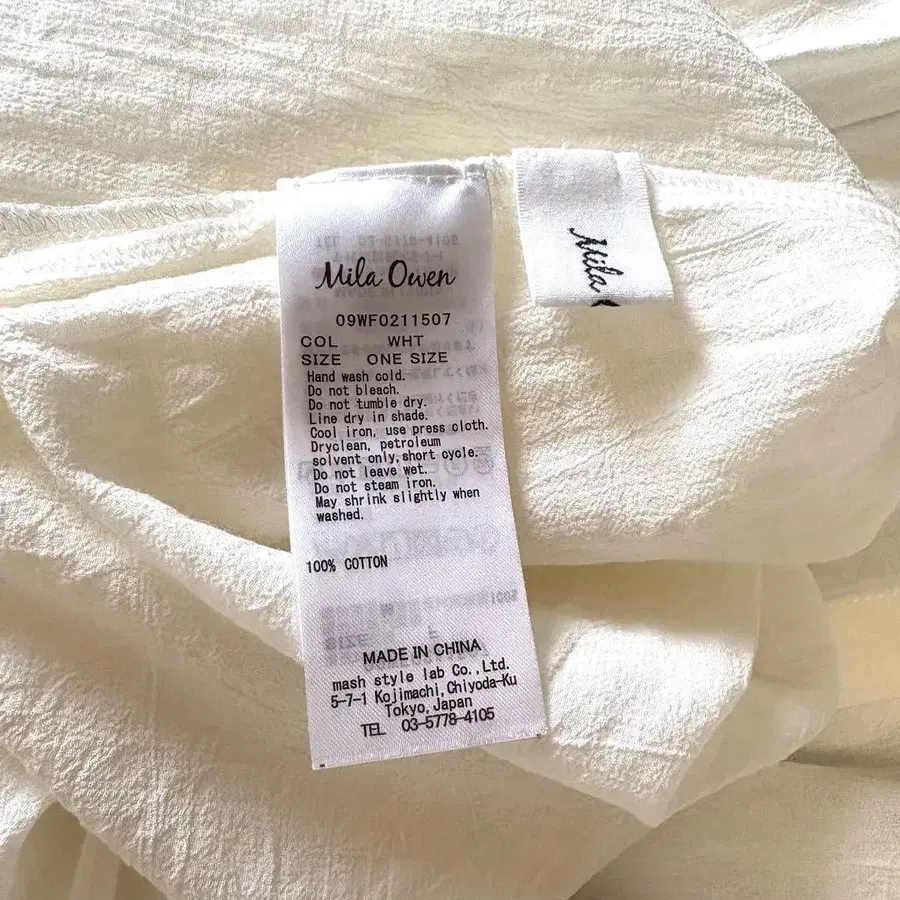 Mila Owen
09WF0211507
COL WHT
SIZE ONE SIZE
Hand wash cold.
Do not bleach.
Do not tumble dry.
Line dry in shade.
Cool iron, use press cloth.
Dryclean, petroleum
solvent only,short cycle.
Do not leave wet.
Do not steam iron.
May shrink slightly when
washed.
100% COTTON
MADE IN CHINA
mash style lab Co., Ltd.
5-7-1 Kojimachi,Chiyoda-Ku
Tokyo,Japan
TEL 03-5778-4105
Mila